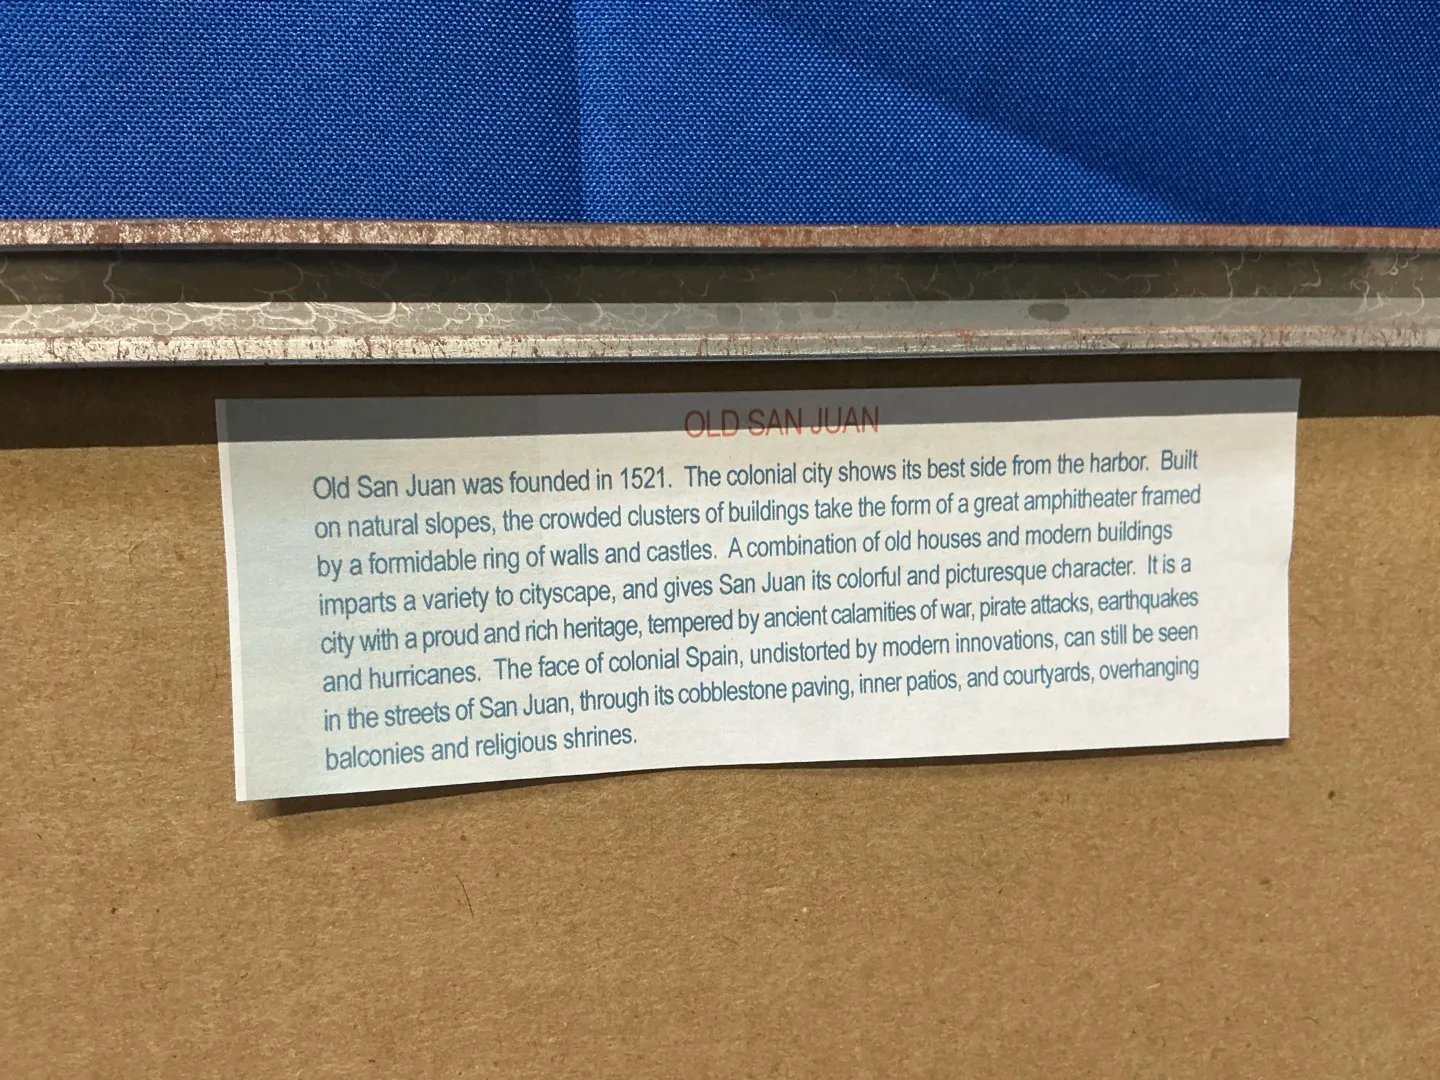 OLD SAN JUAN
Old San Juan was founded in 1521.  The colonial city shows its best side from the harbor.  Built
on natural slopes, the crowded clusters of buildings take the form of a great amphitheater framed
by a formidable ring of walls and castles.  A combination of old houses and modern buildings
imparts a variety to cityscape, and gives San Juan its colorful and picturesque character.  It is a
city with a proud and rich heritage, tempered by ancient calamities of war, pirate attacks, earthquakes
and hurricanes.  The face of colonial Spain, undistorted by modern innovations, can still be seen
in the streets of San Juan, through its cobblestone paving, inner patios, and courtyards, overhanging
balconies and religious shrines.